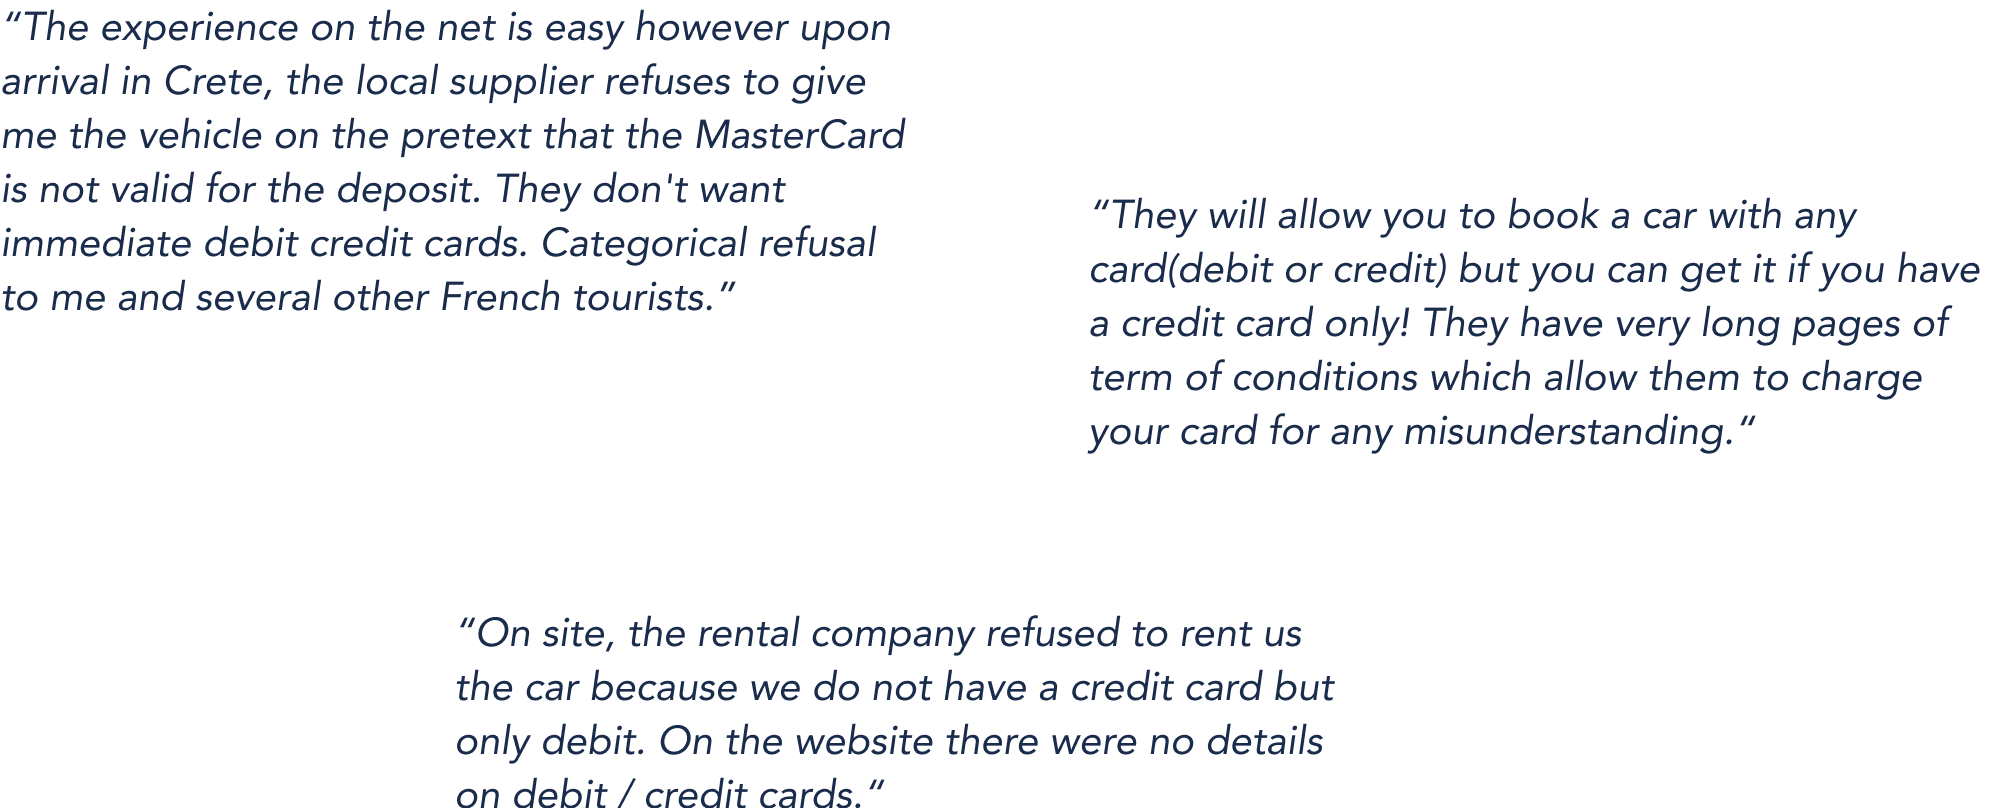 “The experience on the net is easy however upon
arrival in Crete, the local supplier refuses to give
me the vehicle on the pretext that the MasterCard
is not valid for the deposit. They don't want
immediate debit credit cards. Categorical refusal
to me and several other French tourists.”
“They will allow you to book a car with any
card(debit or credit) but you can get it if you have
a credit card only! They have very long pages of
term of conditions which allow them to charge
your card for any misunderstanding.“
“On site, the rental company refused to rent us
the car because we do not have a credit card but
only debit. On the website there were no details
on debit / credit cards.“